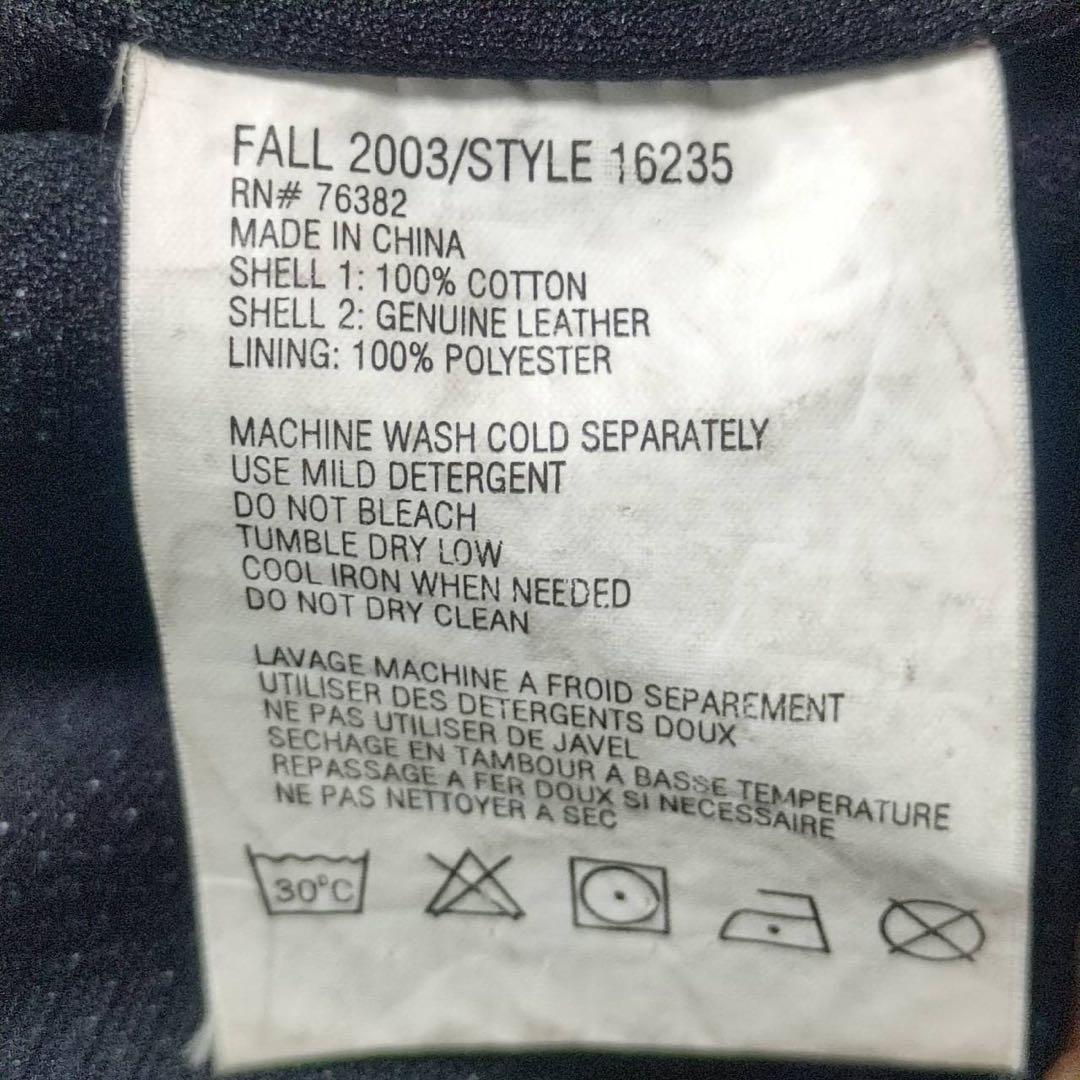 FALL 2003/STYLE 16235
RN# 76382
MADE IN CHINA
SHELL 1: 100% COTTON
SHELL 2: GENUINE LEATHER
LINING: 100% POLYESTER
MACHINE WASH COLD SEPARATELY
USE MILD DETERGENT
DO NOT BLEACH
TUMBLE DRY LOW
COOL IRON WHEN NEEDED
DO NOT DRY CLEAN
LAVAGE MACHINE A FROID SEPAREMENT
UTILISER DES DETERGENTS DOUX
NE PAS UTILISER DE JAVEL
SECHAGE EN TAMBOUR A BASSE TEMPERATURE
REPASSAGE A FER DOUX SI NECESSAIRE
NE PAS NETTOYER A SEC
30°C